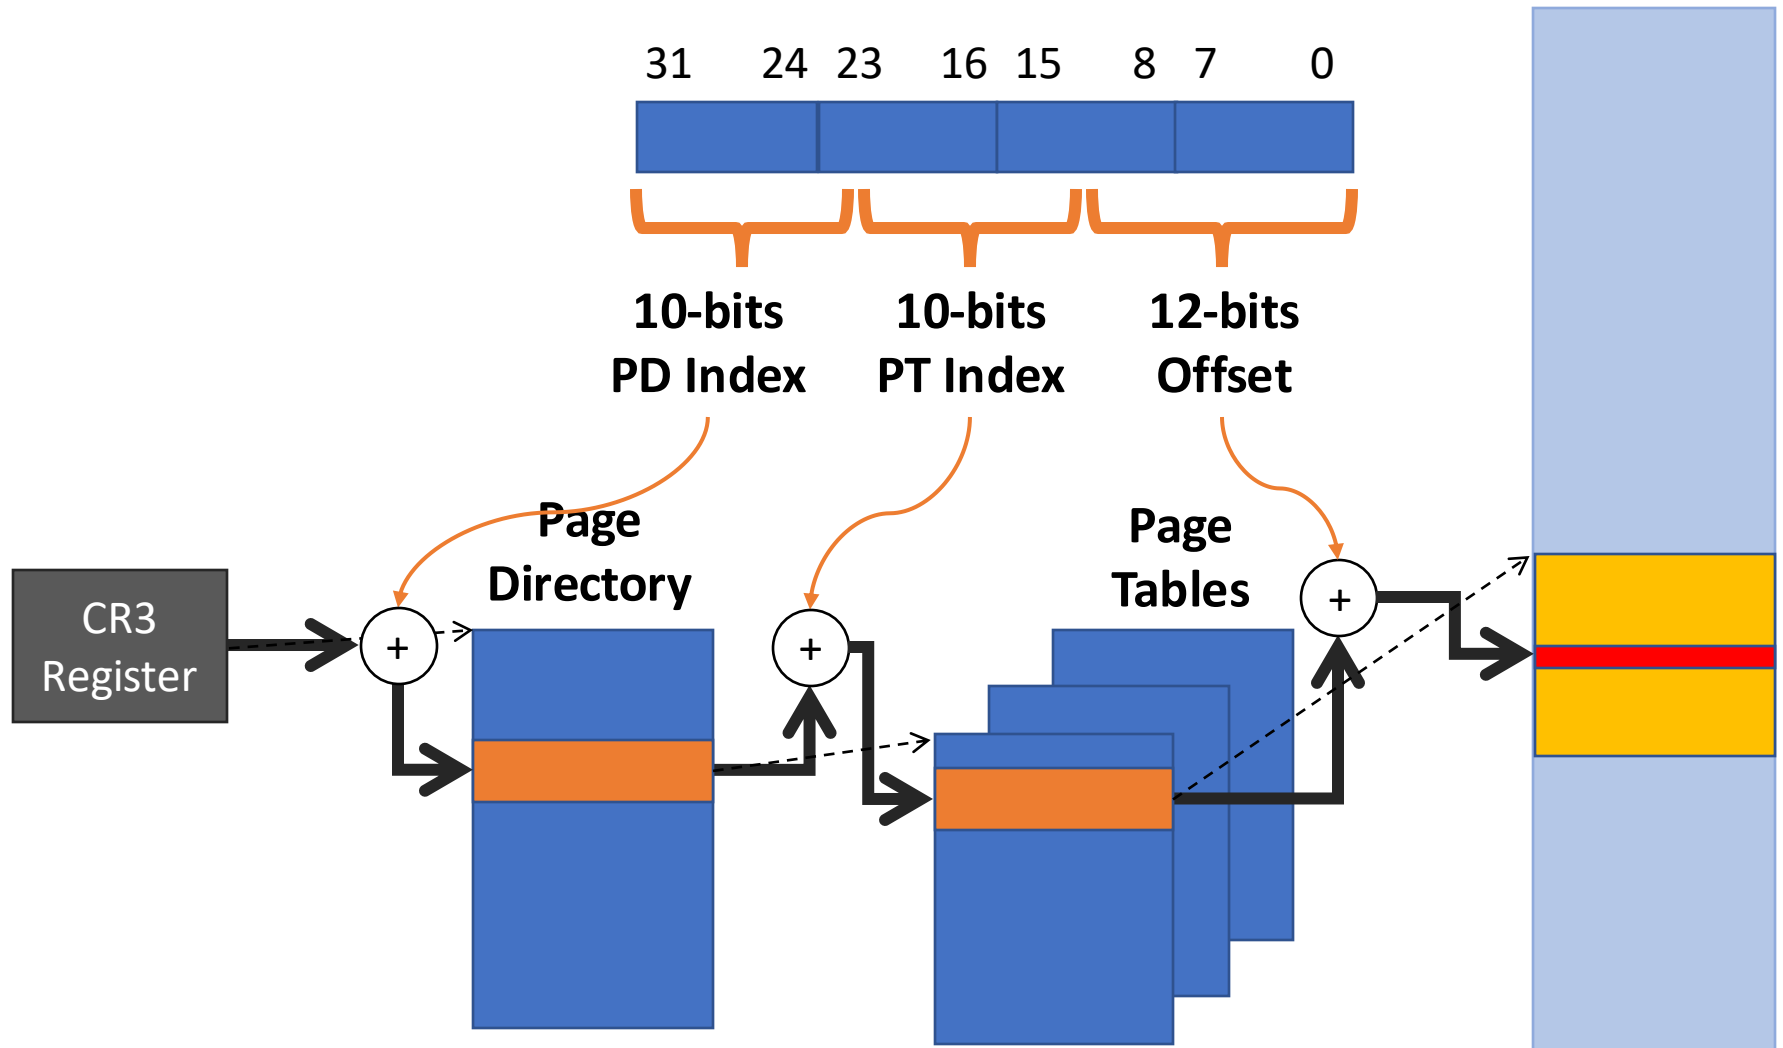 31 24 23 16 15 8 7 0
10-bits
PD Index
10-bits
PT Index
12-bits
Offset
Page
Directory
Page
Tables
CR3
Register
+
+
+